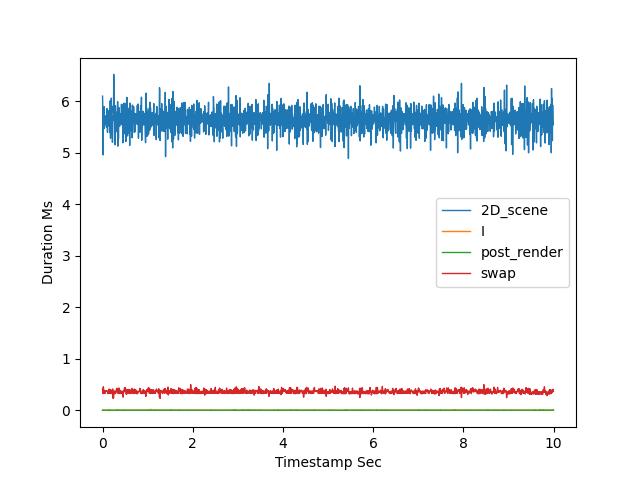 6
5
4
3
2
1
0
Duration Ms
2D_scene
I
post_render
swap
0 2 4 6 8 10
Timestamp Sec